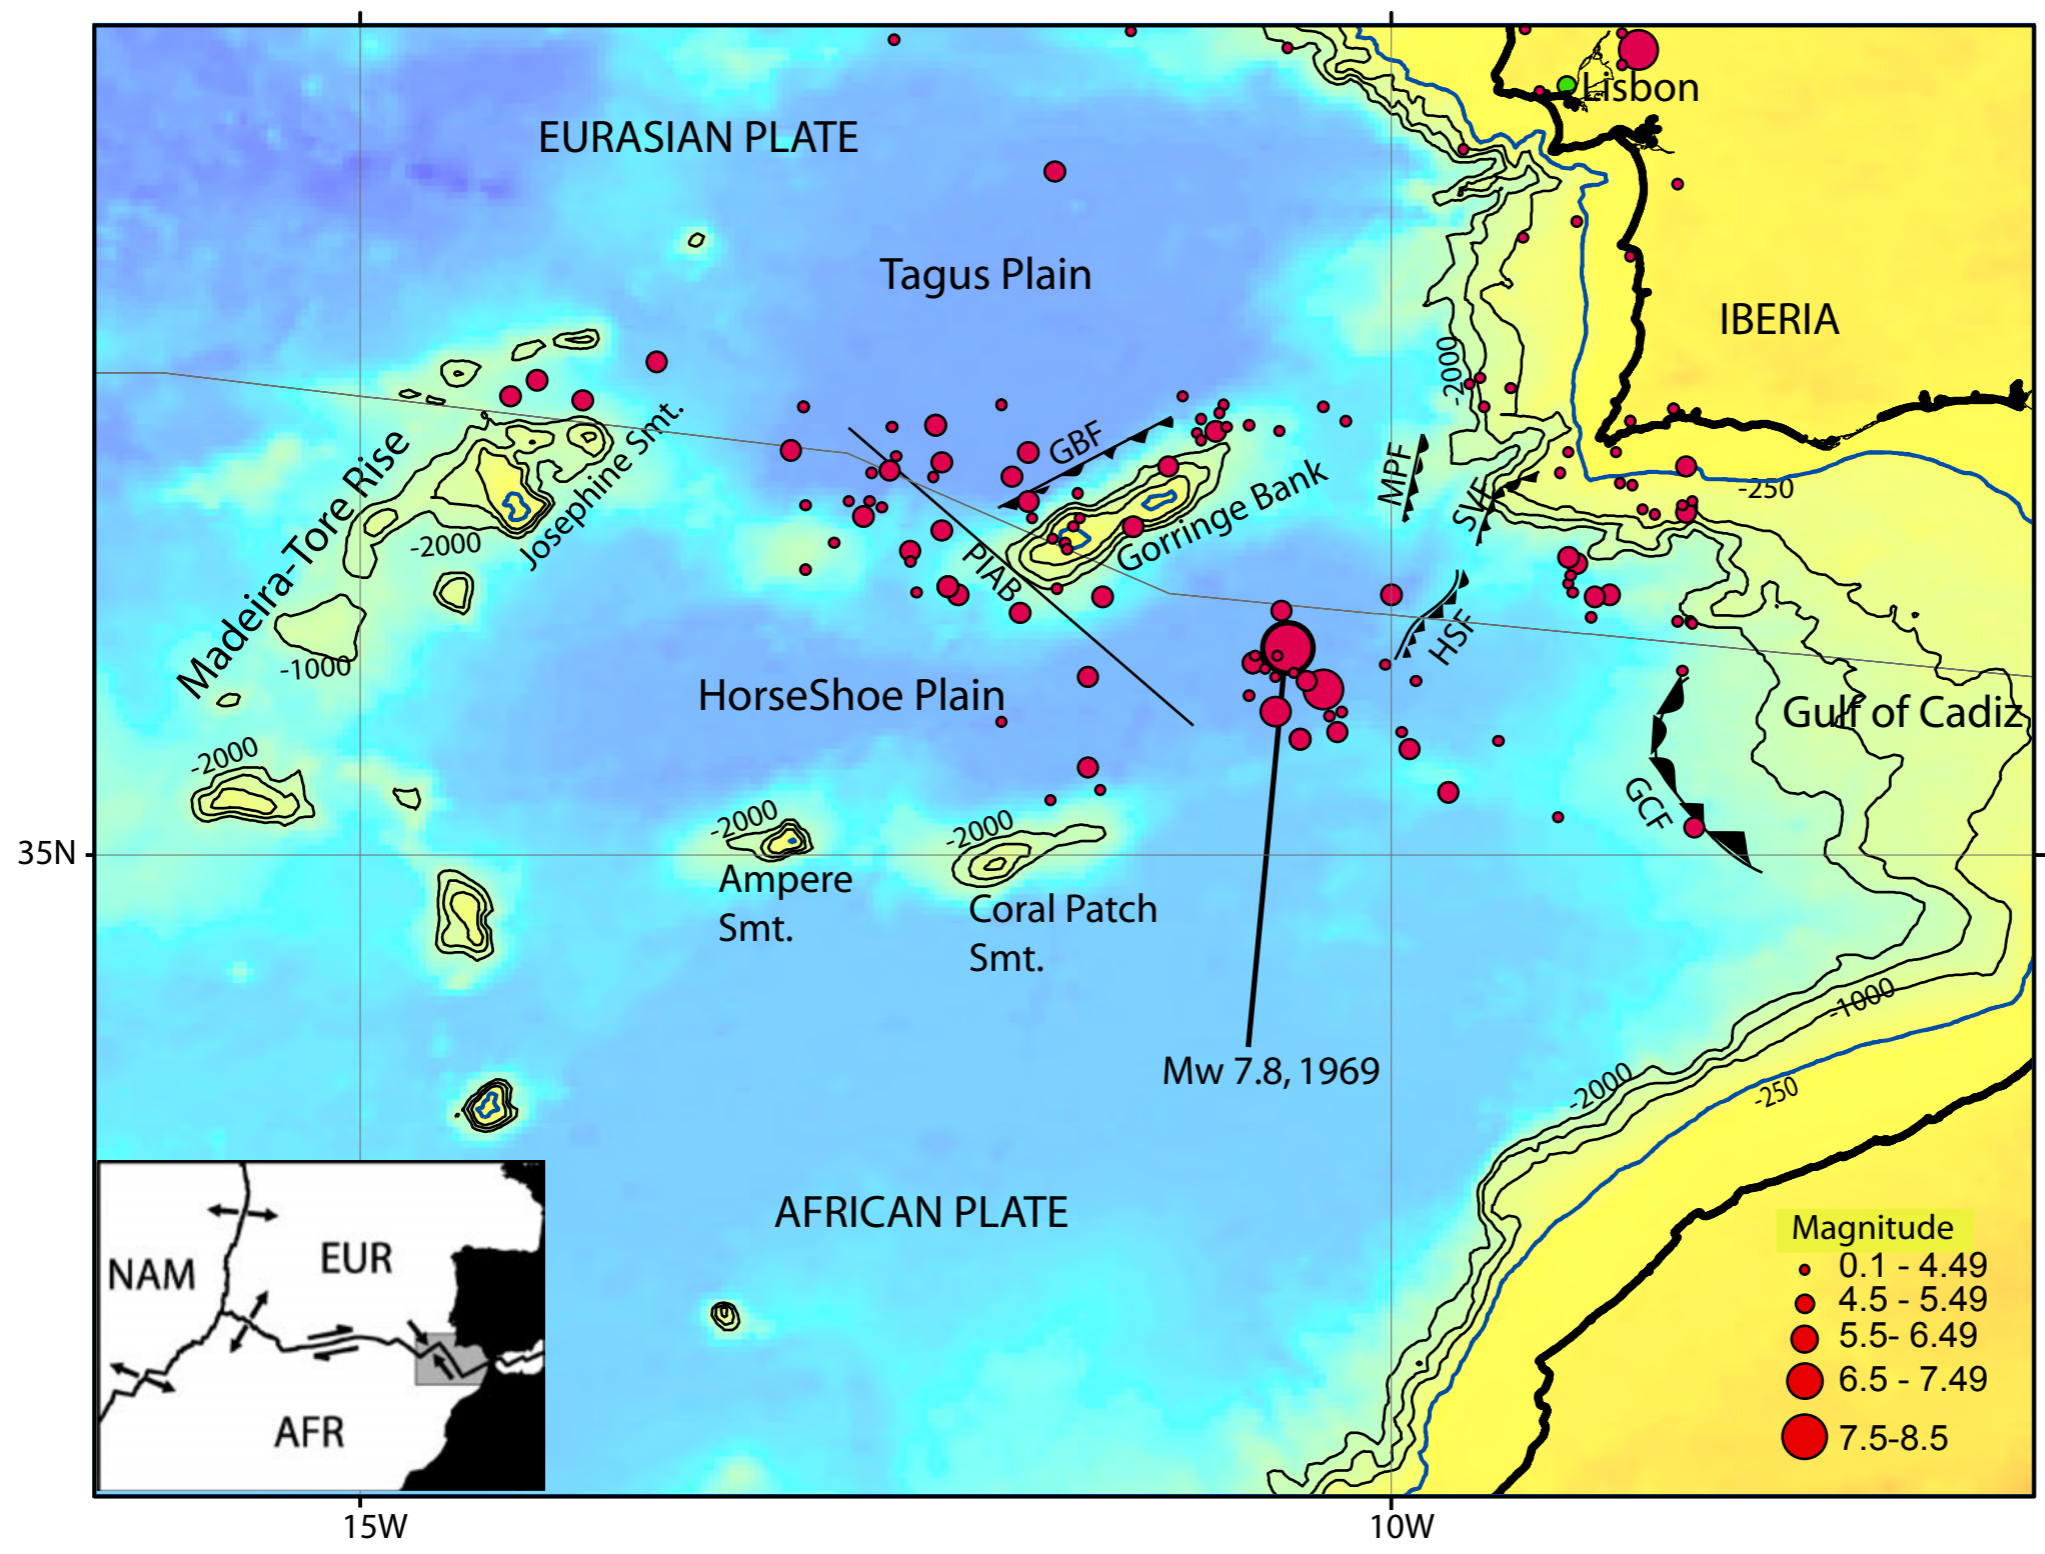 Lisbon
EURASIAN PLATE
Tagus Plain
IBERIA
-2000
GBF
MPF
SVF
-250
Madeira-Tore Rise
Josephine Smt.
-2000
Gorringe Bank
PIAB
HSF
-1000
HorseShoe Plain
Gulf of Cadiz
-2000
GCF
-2000
-2000
35N
Ampere
Smt.
Coral Patch
Smt.
-1000
Mw 7.8, 1969
-2000
-250
AFRICAN PLATE
NAM
EUR
AFR
Magnitude
0.1 - 4.49
4.5 - 5.49
5.5- 6.49
6.5 - 7.49
7.5-8.5
15W
10W